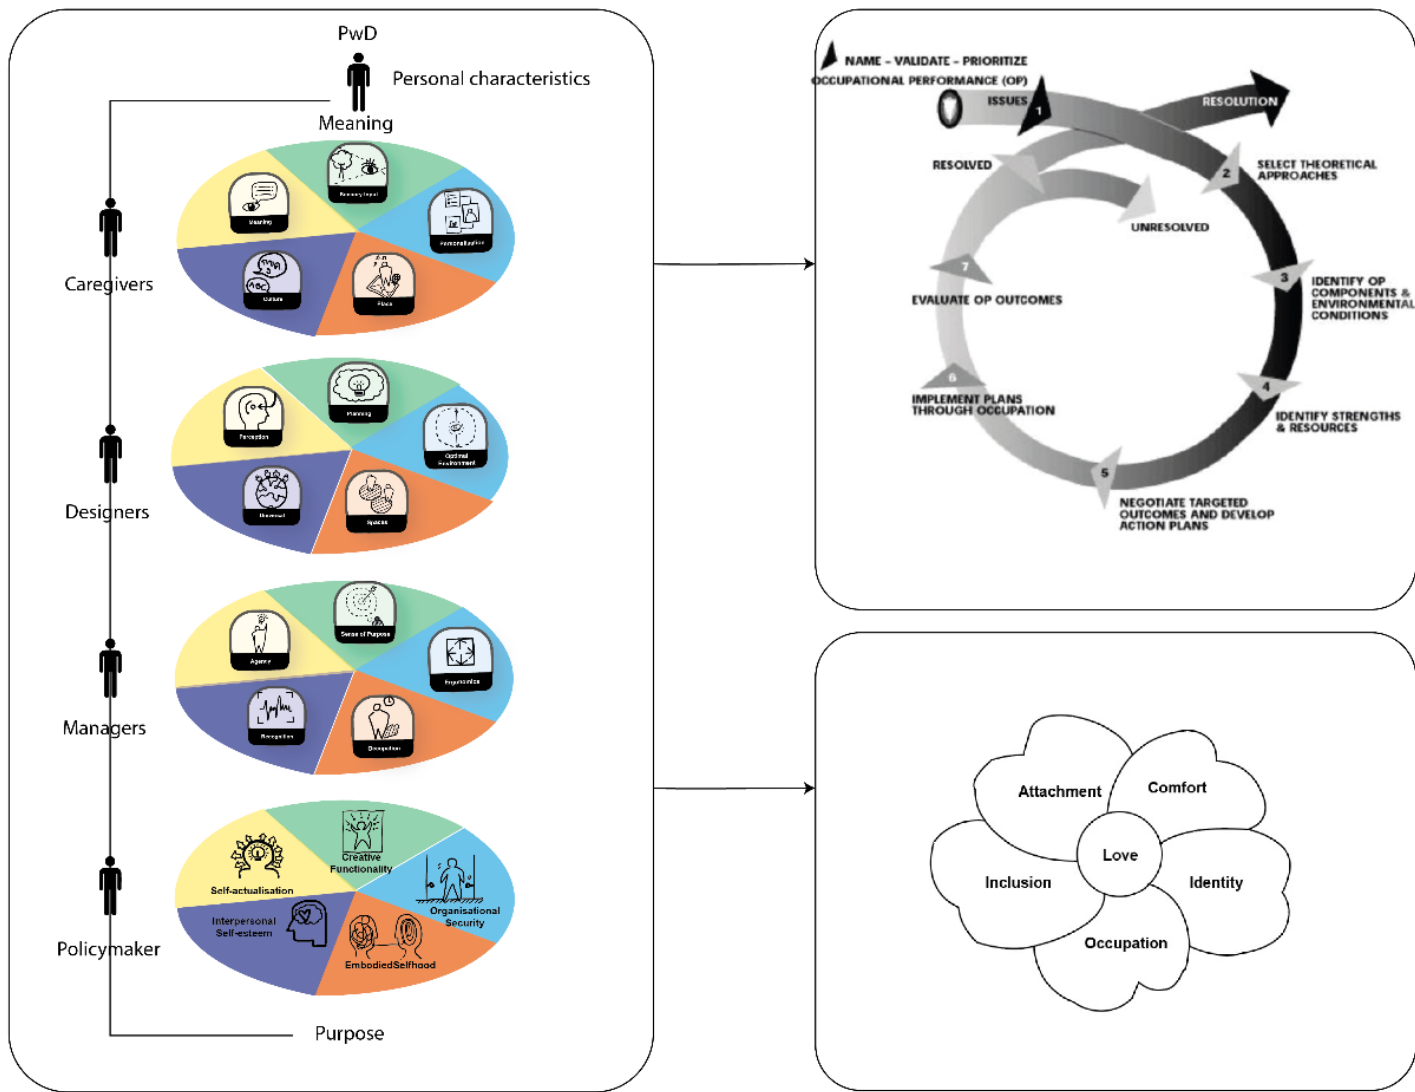 PwD
Personal characteristics
Meaning
Caregivers
Meaning
Sensory Input
Personalisation
Culture
ABC
Place
Designers
Perception
Planning
Optimal
Environment
Universal
Spaces
Managers
Agency
Sense of Purpose
Ergonomics
Recognition
Occupation
Policymaker
Self-actualisation
Creative
Functionality
Organisational
Security
Interpersonal
Self-esteem
EmbodiedSelfhood
Purpose
NAME – VALIDATE – PRIORITIZE
OCCUPATIONAL PERFORMANCE (OP)
ISSUES
1
RESOLUTION
RESOLVED
2
SELECT THEORETICAL
APPROACHES
UNRESOLVED
3
IDENTIFY OP
COMPONENTS &
ENVIRONMENTAL
CONDITIONS
4
IDENTIFY STRENGTHS
& RESOURCES
5
NEGOTIATE TARGETED
OUTCOMES AND DEVELOP
ACTION PLANS
6
IMPLEMENT PLANS
THROUGH OCCUPATION
7
EVALUATE OP OUTCOMES
Attachment
Comfort
Love
Inclusion
Identity
Occupation